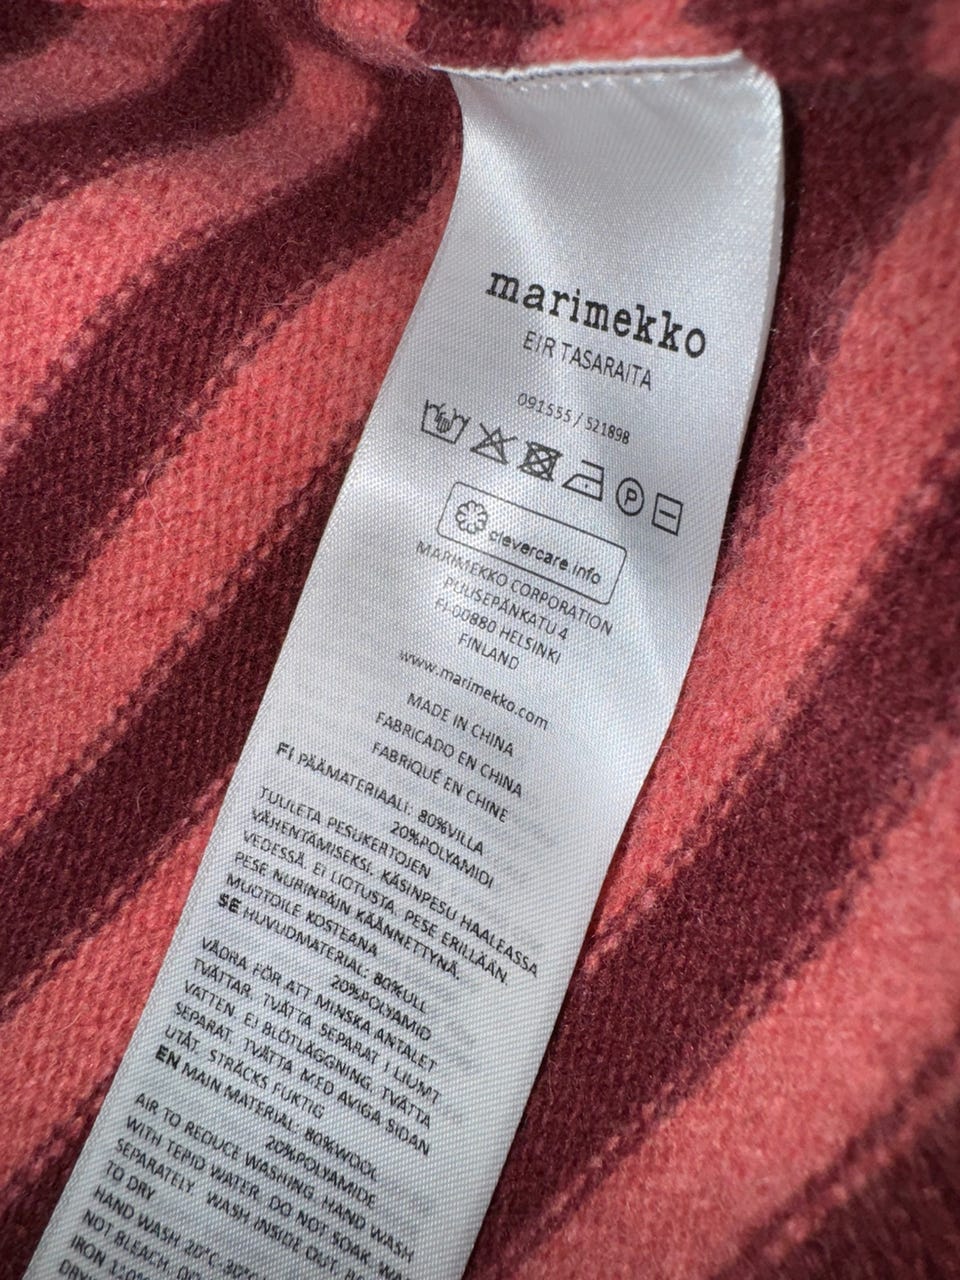 marimekko
EIR TASARAITA
091555 / 521898
P
clevercare.info
MARIMEKKO CORPORATION
PUUSEPÄNKATU 4
FI-00880 HELSINKI
FINLAND
www.marimekko.com
MADE IN CHINA
FABRICADO EN CHINA
FABRIQUÉ EN CHINE
FI PÄÄMATERIAALI: 80%VILLA
20%POLYAMIDI
TUULETA PESUKERTOJEN
VÄHENTÄMISEKSI. KÄSINPESU HAALEASSA
VEDESSÄ. EI LIOTUSTA. PESE ERILLÄÄN.
PESE NURINPÄIN KÄÄNNETTYNÄ.
MUOTOILE KOSTEANA
SE HUVUDMATERIAL: 80%ULL
20%POLYAMID
VÄDRA FÖR ATT MINSKA ANTALET
TVÄTTAR. TVÄTTA SEPARAT I LJUMT
VATTEN. EJ BLÖTLÄGGNING. TVÄTTA
SEPARAT. TVÄTTA MED AVIGA SIDAN
UTÅT. STRÄCKS FUKTIG
EN MAIN MATERIAL: 80%WOOL
20%POLYAMIDE
AIR TO REDUCE WASHING. HAND WASH
WITH TEPID WATER. DO NOT SOAK.
SEPARATELY. WASH INSIDE OUT.
TO DRY
HAND WASH 20°C-30°C
NOT BLEACH.
IRON